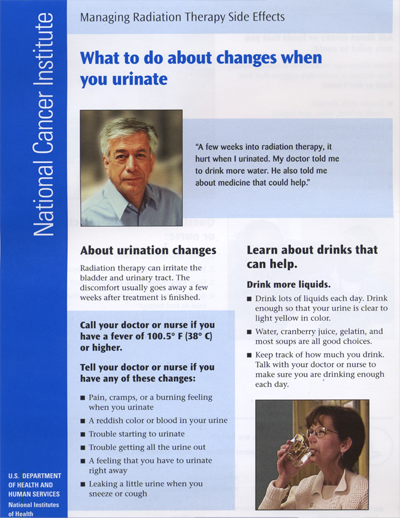 National Cancer Institute
Managing Radiation Therapy Side Effects
What to do about changes when
you urinate
"A few weeks into radiation therapy, it
hurt when I urinated. My doctor told me
to drink more water. He also told me
about medicine that could help."
About urination changes
Radiation therapy can irritate the
bladder and urinary tract. The
discomfort usually goes away a few
weeks after treatment is finished.
Call your doctor or nurse if you
have a fever of 100.5° F (38° C)
or higher.
Tell your doctor or nurse if you
have any of these changes:
■ Pain, cramps, or a burning feeling
when you urinate
■ A reddish color or blood in your urine
■ Trouble starting to urinate
■ Trouble getting all the urine out
■ A feeling that you have to urinate
right away
■ Leaking a little urine when you
sneeze or cough
Learn about drinks that
can help.
Drink more liquids.
■ Drink lots of liquids each day. Drink
enough so that your urine is clear to
light yellow in color.
■ Water, cranberry juice, gelatin, and
most soups are all good choices.
■ Keep track of how much you drink.
Talk with your doctor or nurse to
make sure you are drinking enough
each day.
U.S. DEPARTMENT
OF HEALTH AND
HUMAN SERVICES
National Institutes
of Health